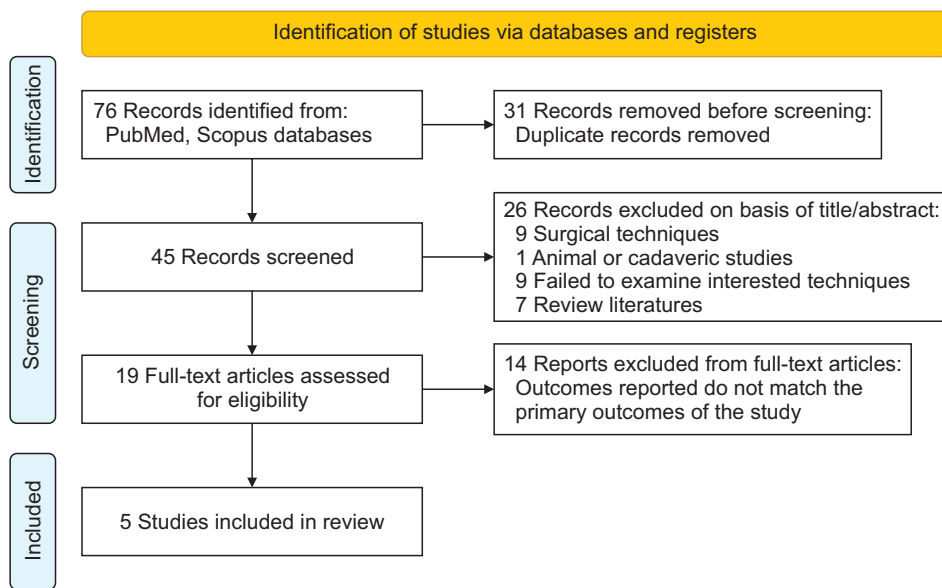 Identification of studies via databases and registers
Identification
76 Records identified from:
PubMed, Scopus databases
31 Records removed before screening:
Duplicate records removed
Screening
45 Records screened
26 Records excluded on basis of title/abstract:
9 Surgical techniques
1 Animal or cadaveric studies
9 Failed to examine interested techniques
7 Review literatures
19 Full-text articles assessed
for eligibility
14 Reports excluded from full-text articles:
Outcomes reported do not match the
primary outcomes of the study
Included
5 Studies included in review